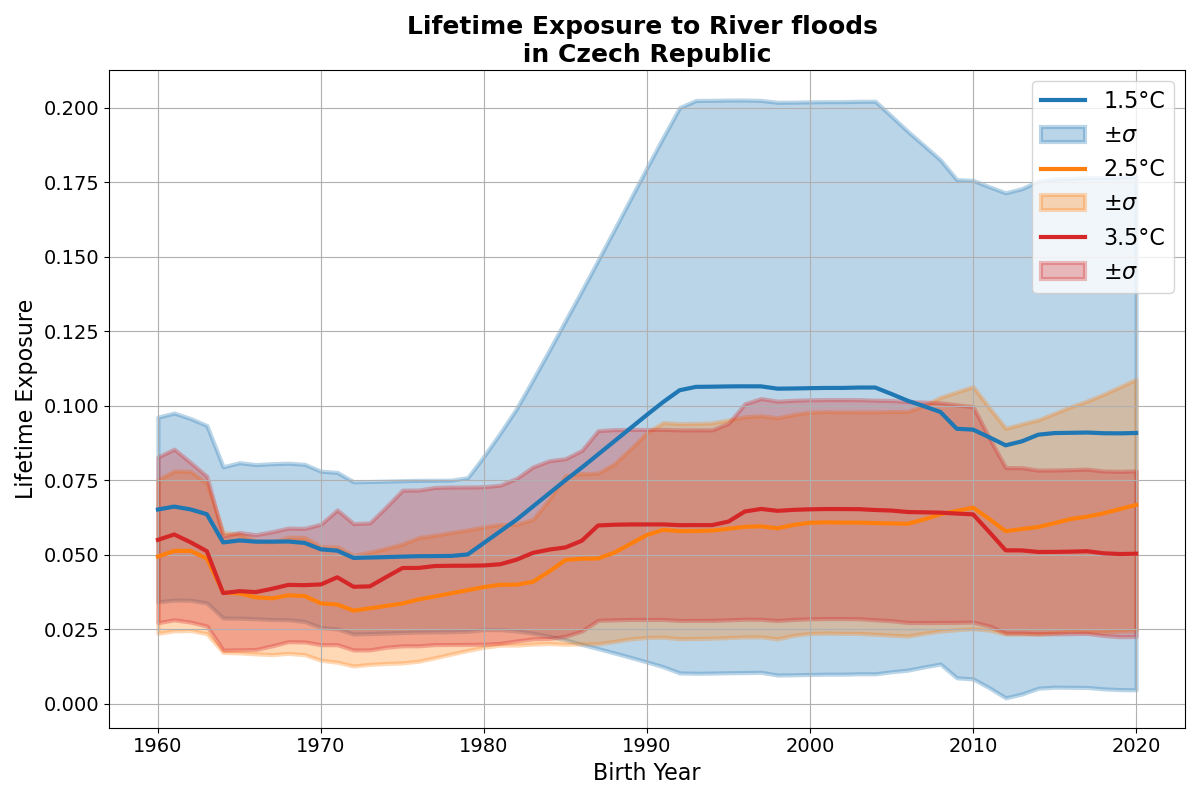 Lifetime Exposure to River floods
in Czech Republic
Lifetime Exposure
0.200
0.175
0.150
0.125
0.100
0.075
0.050
0.025
0.000
1.5°C
±σ
2.5°C
±σ
3.5°C
±σ
1960 1970 1980 1990 2000 2010 2020
Birth Year